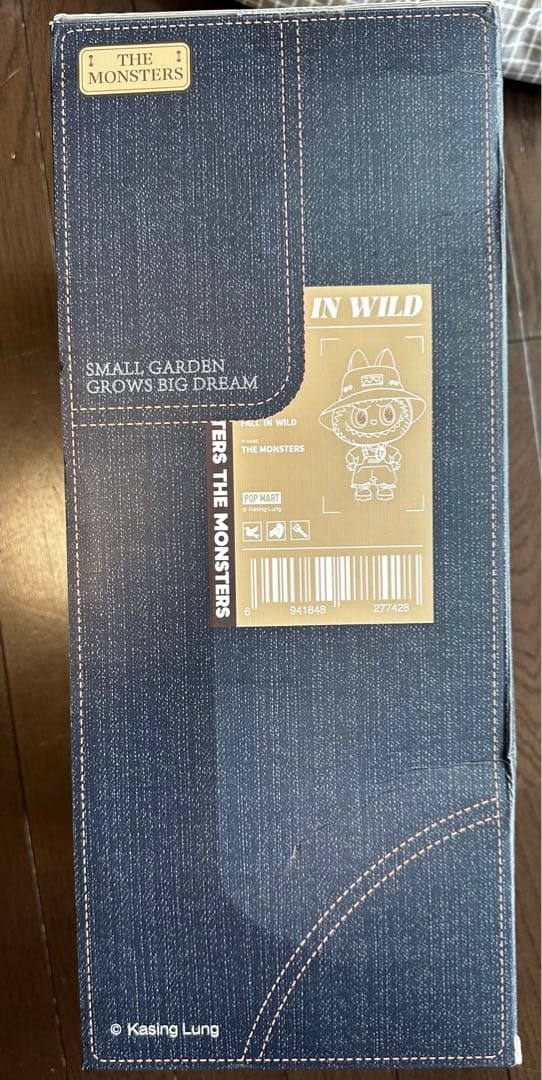 THE
MONSTERS
IN WILD
SMALL GARDEN
GROWS BIG DREAM
FALL IN WILD
THE MONSTERS
TERS THE MONSTERS
POP MART
© Kasing Lung
6 941848 277428
© Kasing Lung